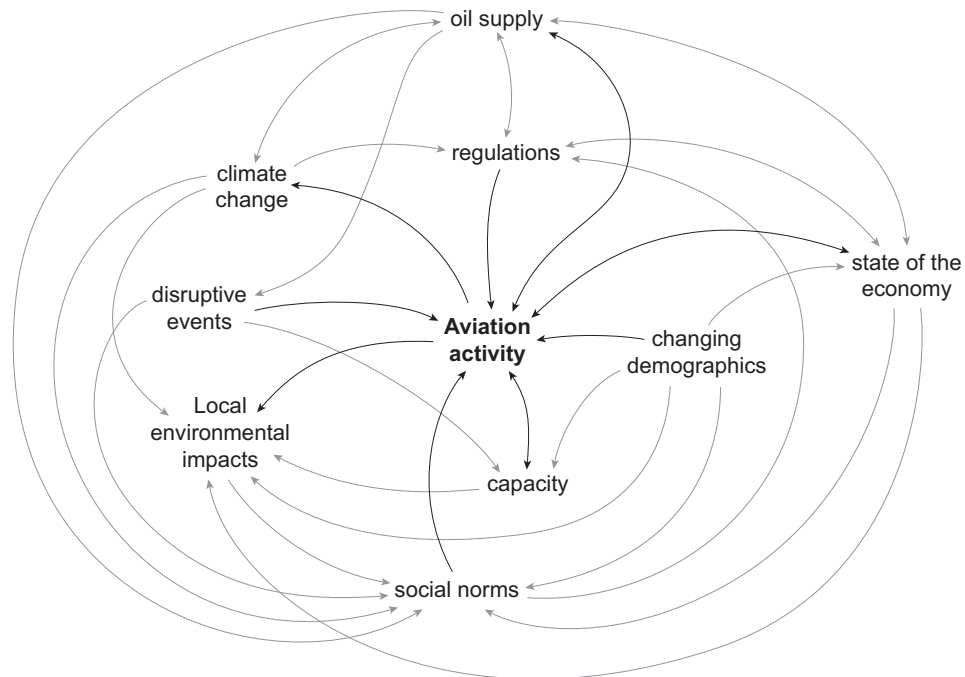 oil supply
regulations
climate
change
state of the
economy
disruptive
events
Aviation
activity
changing
demographics
Local
environmental
impacts
capacity
social norms